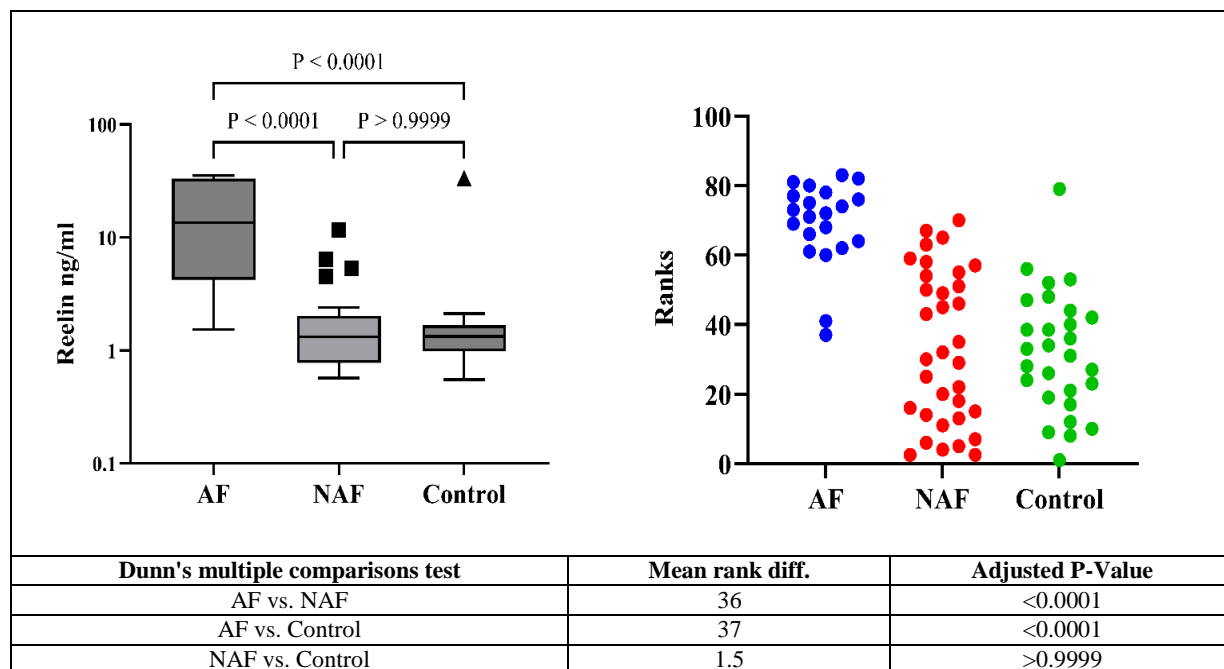 P < 0.0001
P < 0.0001 P > 0.9999
100
10
1
0.1
Reelin ng/ml
AF NAF Control
100
80
60
40
20
0
Ranks
AF NAF Control
Dunn's multiple comparisons test Mean rank diff. Adjusted P-Value
AF vs. NAF 36 <0.0001
AF vs. Control 37 <0.0001
NAF vs. Control 1.5 >0.9999